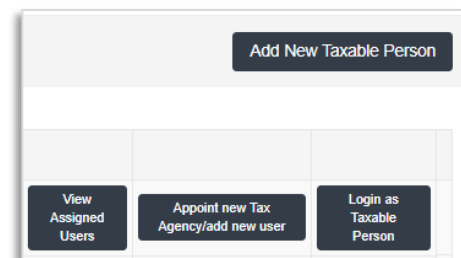 Add New Taxable Person
View
Assigned
Users
Appoint new Tax
Agency/add new user
Login as
Taxable
Person